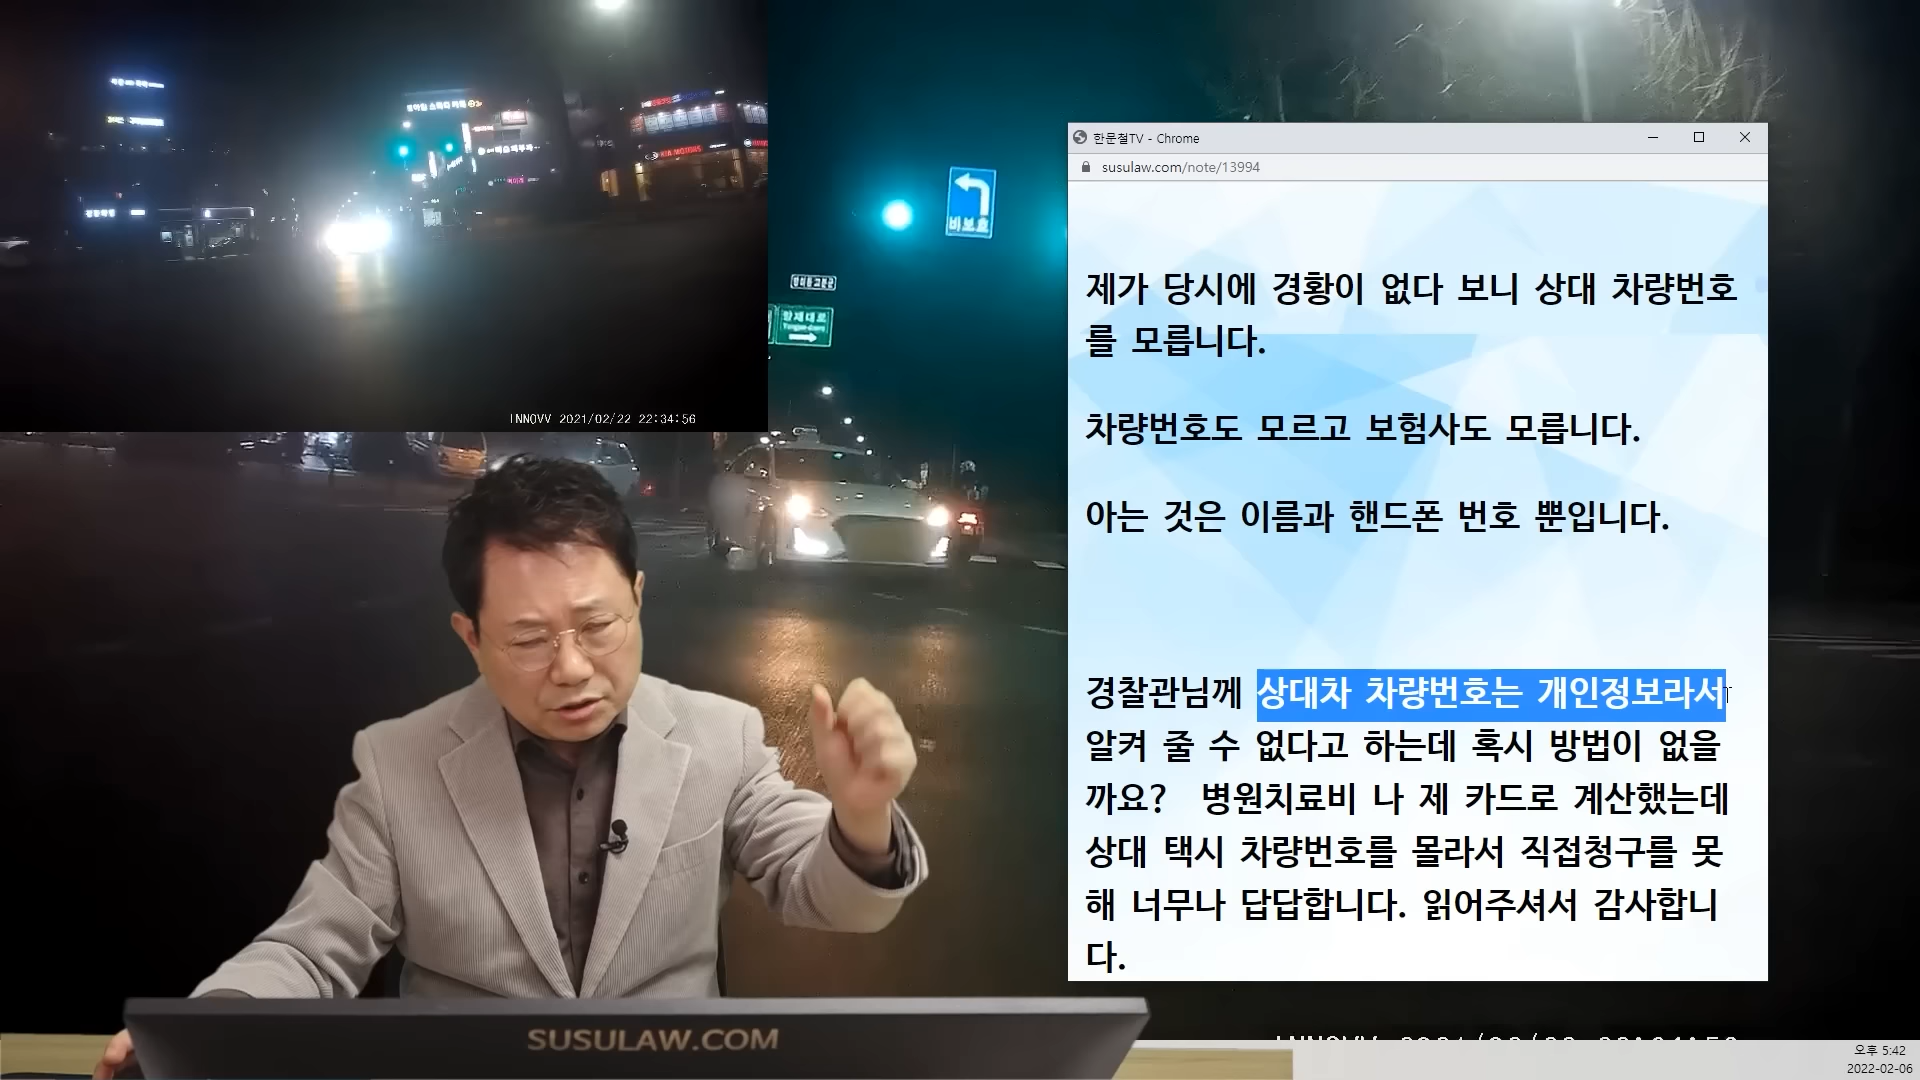 INNOVV 2021/02/22 22:34:56
KIA MOTORS
비보호
황제대로
한문철TV - Chrome
susulaw.com/note/13994
제가 당시에 경황이 없다 보니 상대 차량번호
를 모릅니다.
차량번호도 모르고 보험사도 모릅니다.
아는 것은 이름과 핸드폰 번호 뿐입니다.
경찰관님께 상대차 차량번호는 개인정보라서
알켜 줄 수 없다고 하는데 혹시 방법이 없을
까요? 병원치료비 나 제 카드로 계산했는데
상대 택시 차량번호를 몰라서 직접청구를 못
해 너무나 답답합니다. 읽어주셔서 감사합니
다.
SUSULAW.COM
오후 5:42
2022-02-06